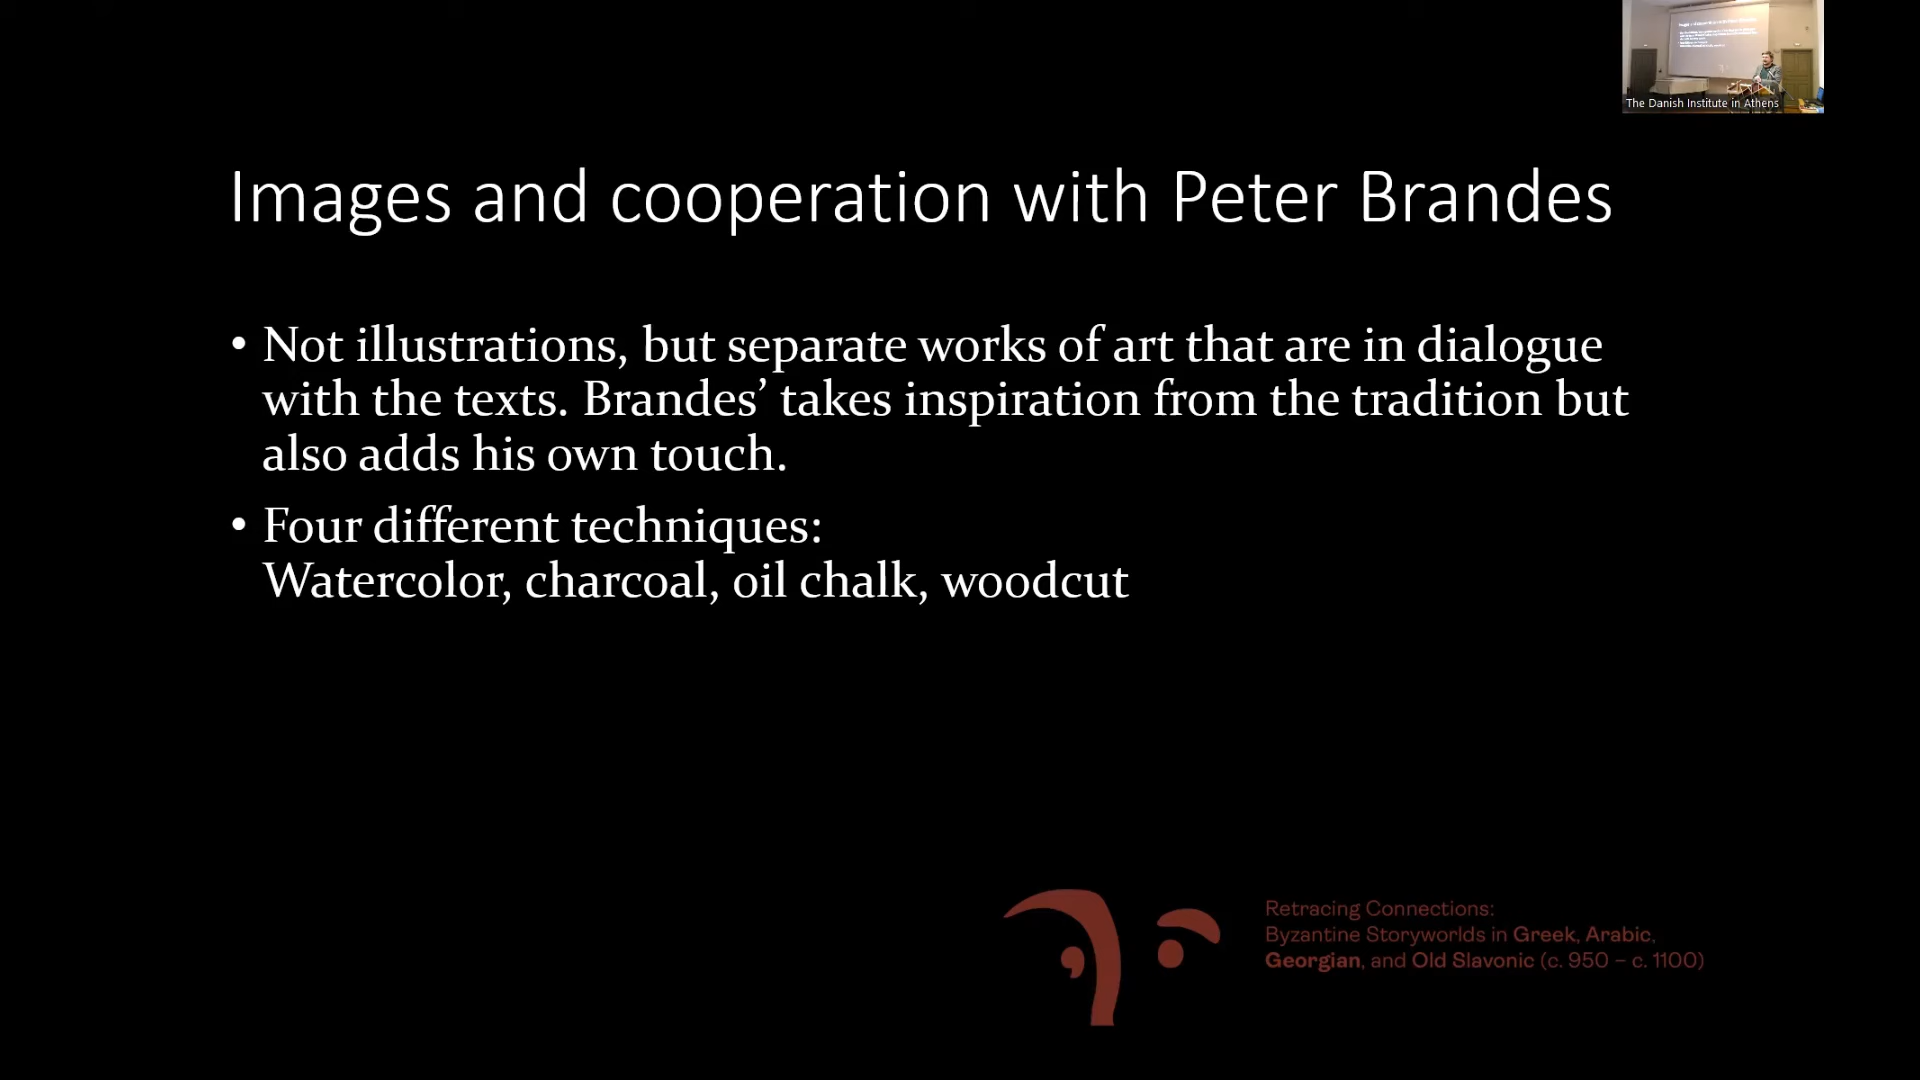 The Danish Institute in Athens
Images and cooperation with Peter Brandes
• Not illustrations, but separate works of art that are in dialogue
with the texts. Brandes’ takes inspiration from the tradition but
also adds his own touch.
• Four different techniques:
Watercolor, charcoal, oil chalk, woodcut
Retracing Connections:
Byzantine Storyworlds in Greek, Arabic,
Georgian, and Old Slavonic (c. 950 – c. 1100)